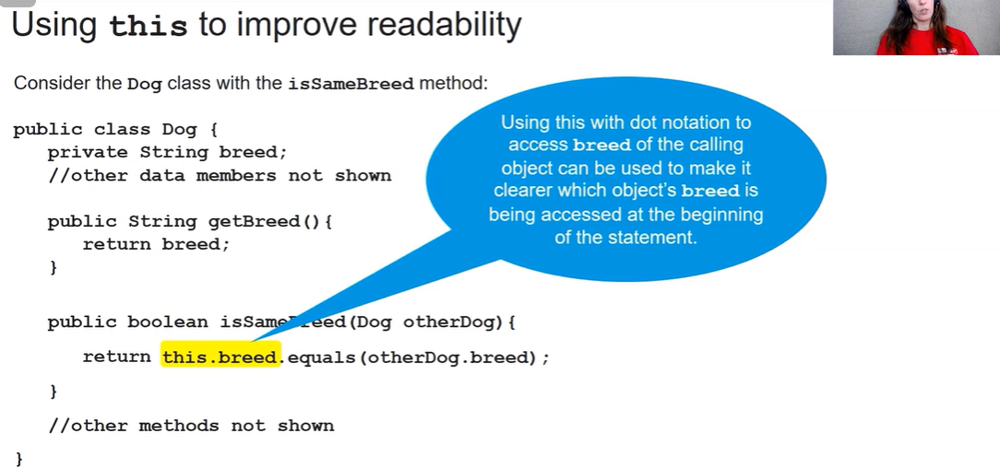 Using this to improve readability
Consider the Dog class with the isSameBreed method:
public class Dog {
private String breed;
//other data members not shown
public String getBreed(){
return breed;
}
public boolean isSameBreed(Dog otherDog){
return this.breed.equals(otherDog.breed);
}
//other methods not shown
}
Using this with dot notation to
access breed of the calling
object can be used to make it
clearer which object's breed is
being accessed at the beginning
of the statement.